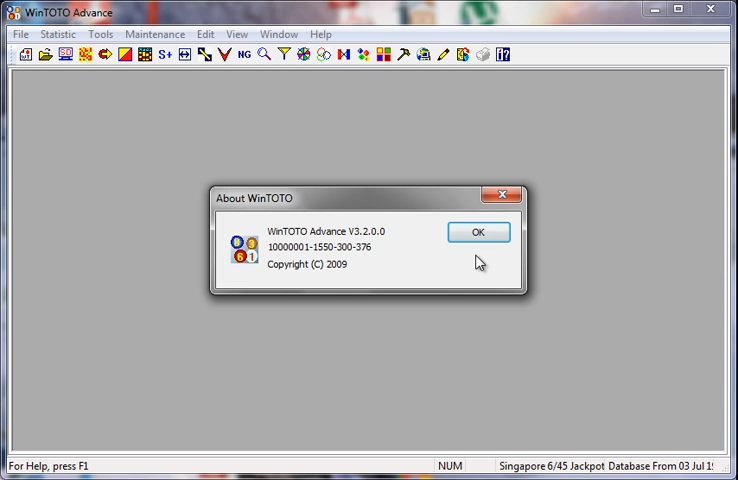 WinTOTO Advance
File Statistic Tools Maintenance Edit View Window Help
SD S+ NG
About WinTOTO
WinTOTO Advance V3.2.0.0
10000001-1550-300-376
Copyright (C) 2009
OK
For Help, press F1 NUM Singapore 6/45 Jackpot Database From 03 Jul